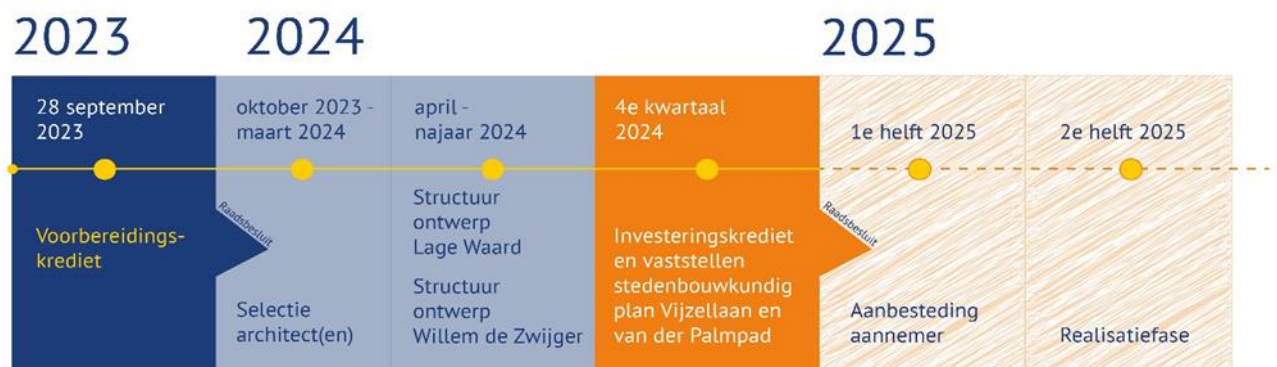 2023
2024
2025
28 september
2023
Voorbereidings-
krediet
Raadsbesluit
oktober 2023 -
maart 2024
Selectie
architect(en)
april -
najaar 2024
Structuur
ontwerp
Lage Waard
Structuur
ontwerp
Willem de Zwijger
4e kwartaal
2024
Investeringskrediet
en vaststellen
stedenbouwkundig
plan Vijzellaan en
van der Palmpad
Raadsbesluit
1e helft 2025
Aanbesteding
aannemer
2e helft 2025
Realisatiefase